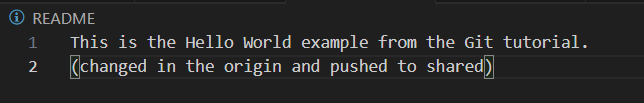 README
1 This is the Hello World example from the Git tutorial.
2 (changed in the origin and pushed to shared)